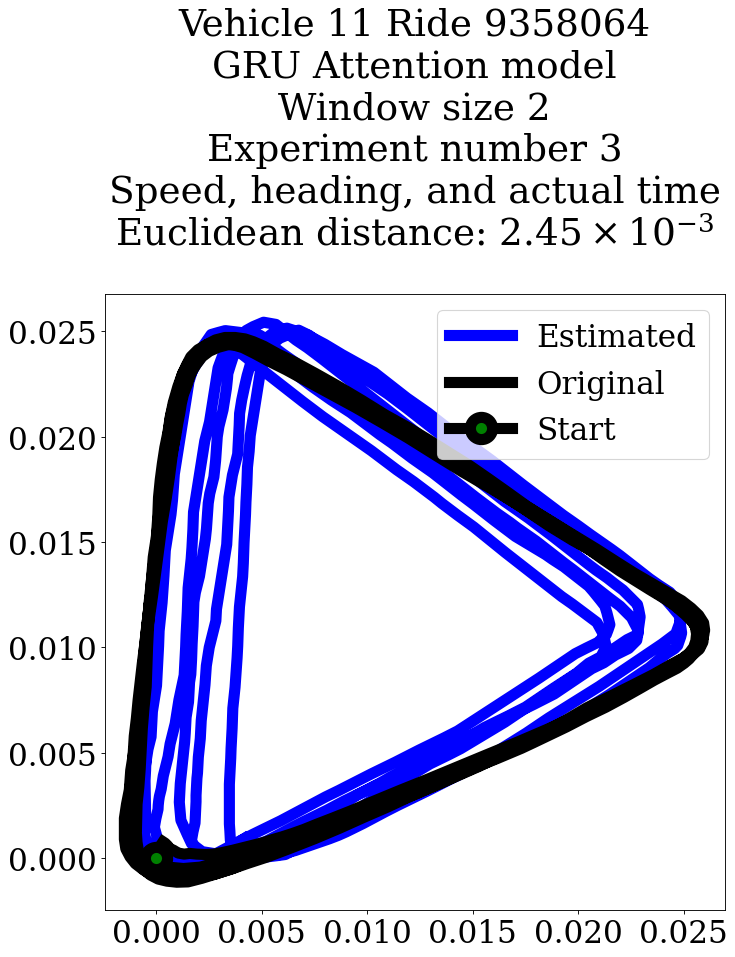 Vehicle 11 Ride 9358064
GRU Attention model
Window size 2
Experiment number 3
Speed, heading, and actual time
Euclidean distance: 2.45 × 10⁻³
Estimated
Original
Start
0.025
0.020
0.015
0.010
0.005
0.000
0.000 0.005 0.010 0.015 0.020 0.025